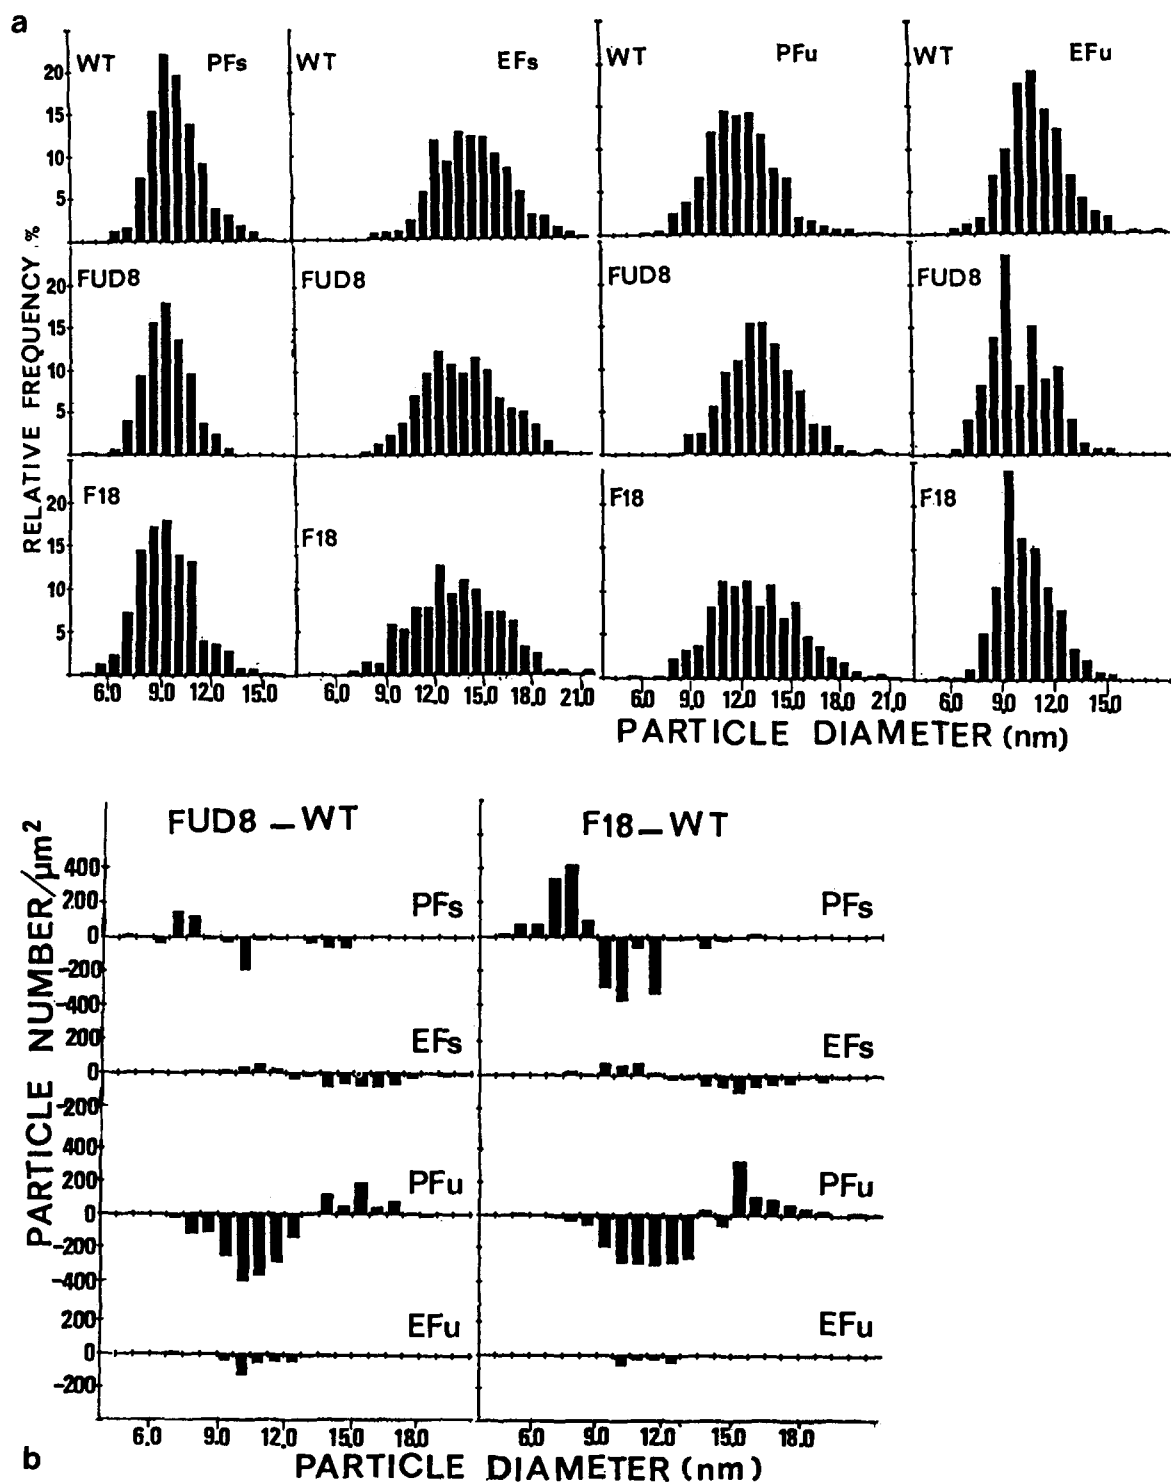 a
WT PFs WT EFs WT PFu WT EFu
20
15
10
5
FUD8 FUD8 FUD8 FUD8
20
15
10
5
F18 F18 F18 F18
20
15
10
5
RELATIVE FREQUENCY, %
6.0 9.0 12.0 15.0 6.0 9.0 12.0 15.0 18.0 21.0 6.0 9.0 12.0 15.0 18.0 21.0 6.0 9.0 12.0 15.0
PARTICLE DIAMETER (nm)
FUD8 – WT F18 – WT
400
200
0
-200
-400
PFs PFs
200
0
-200
EFs EFs
400
200
0
-200
-400
PFu PFu
200
0
-200
EFu EFu
PARTICLE NUMBER/μm²
6.0 9.0 12.0 15.0 18.0 6.0 9.0 12.0 15.0 18.0
b
PARTICLE DIAMETER (nm)